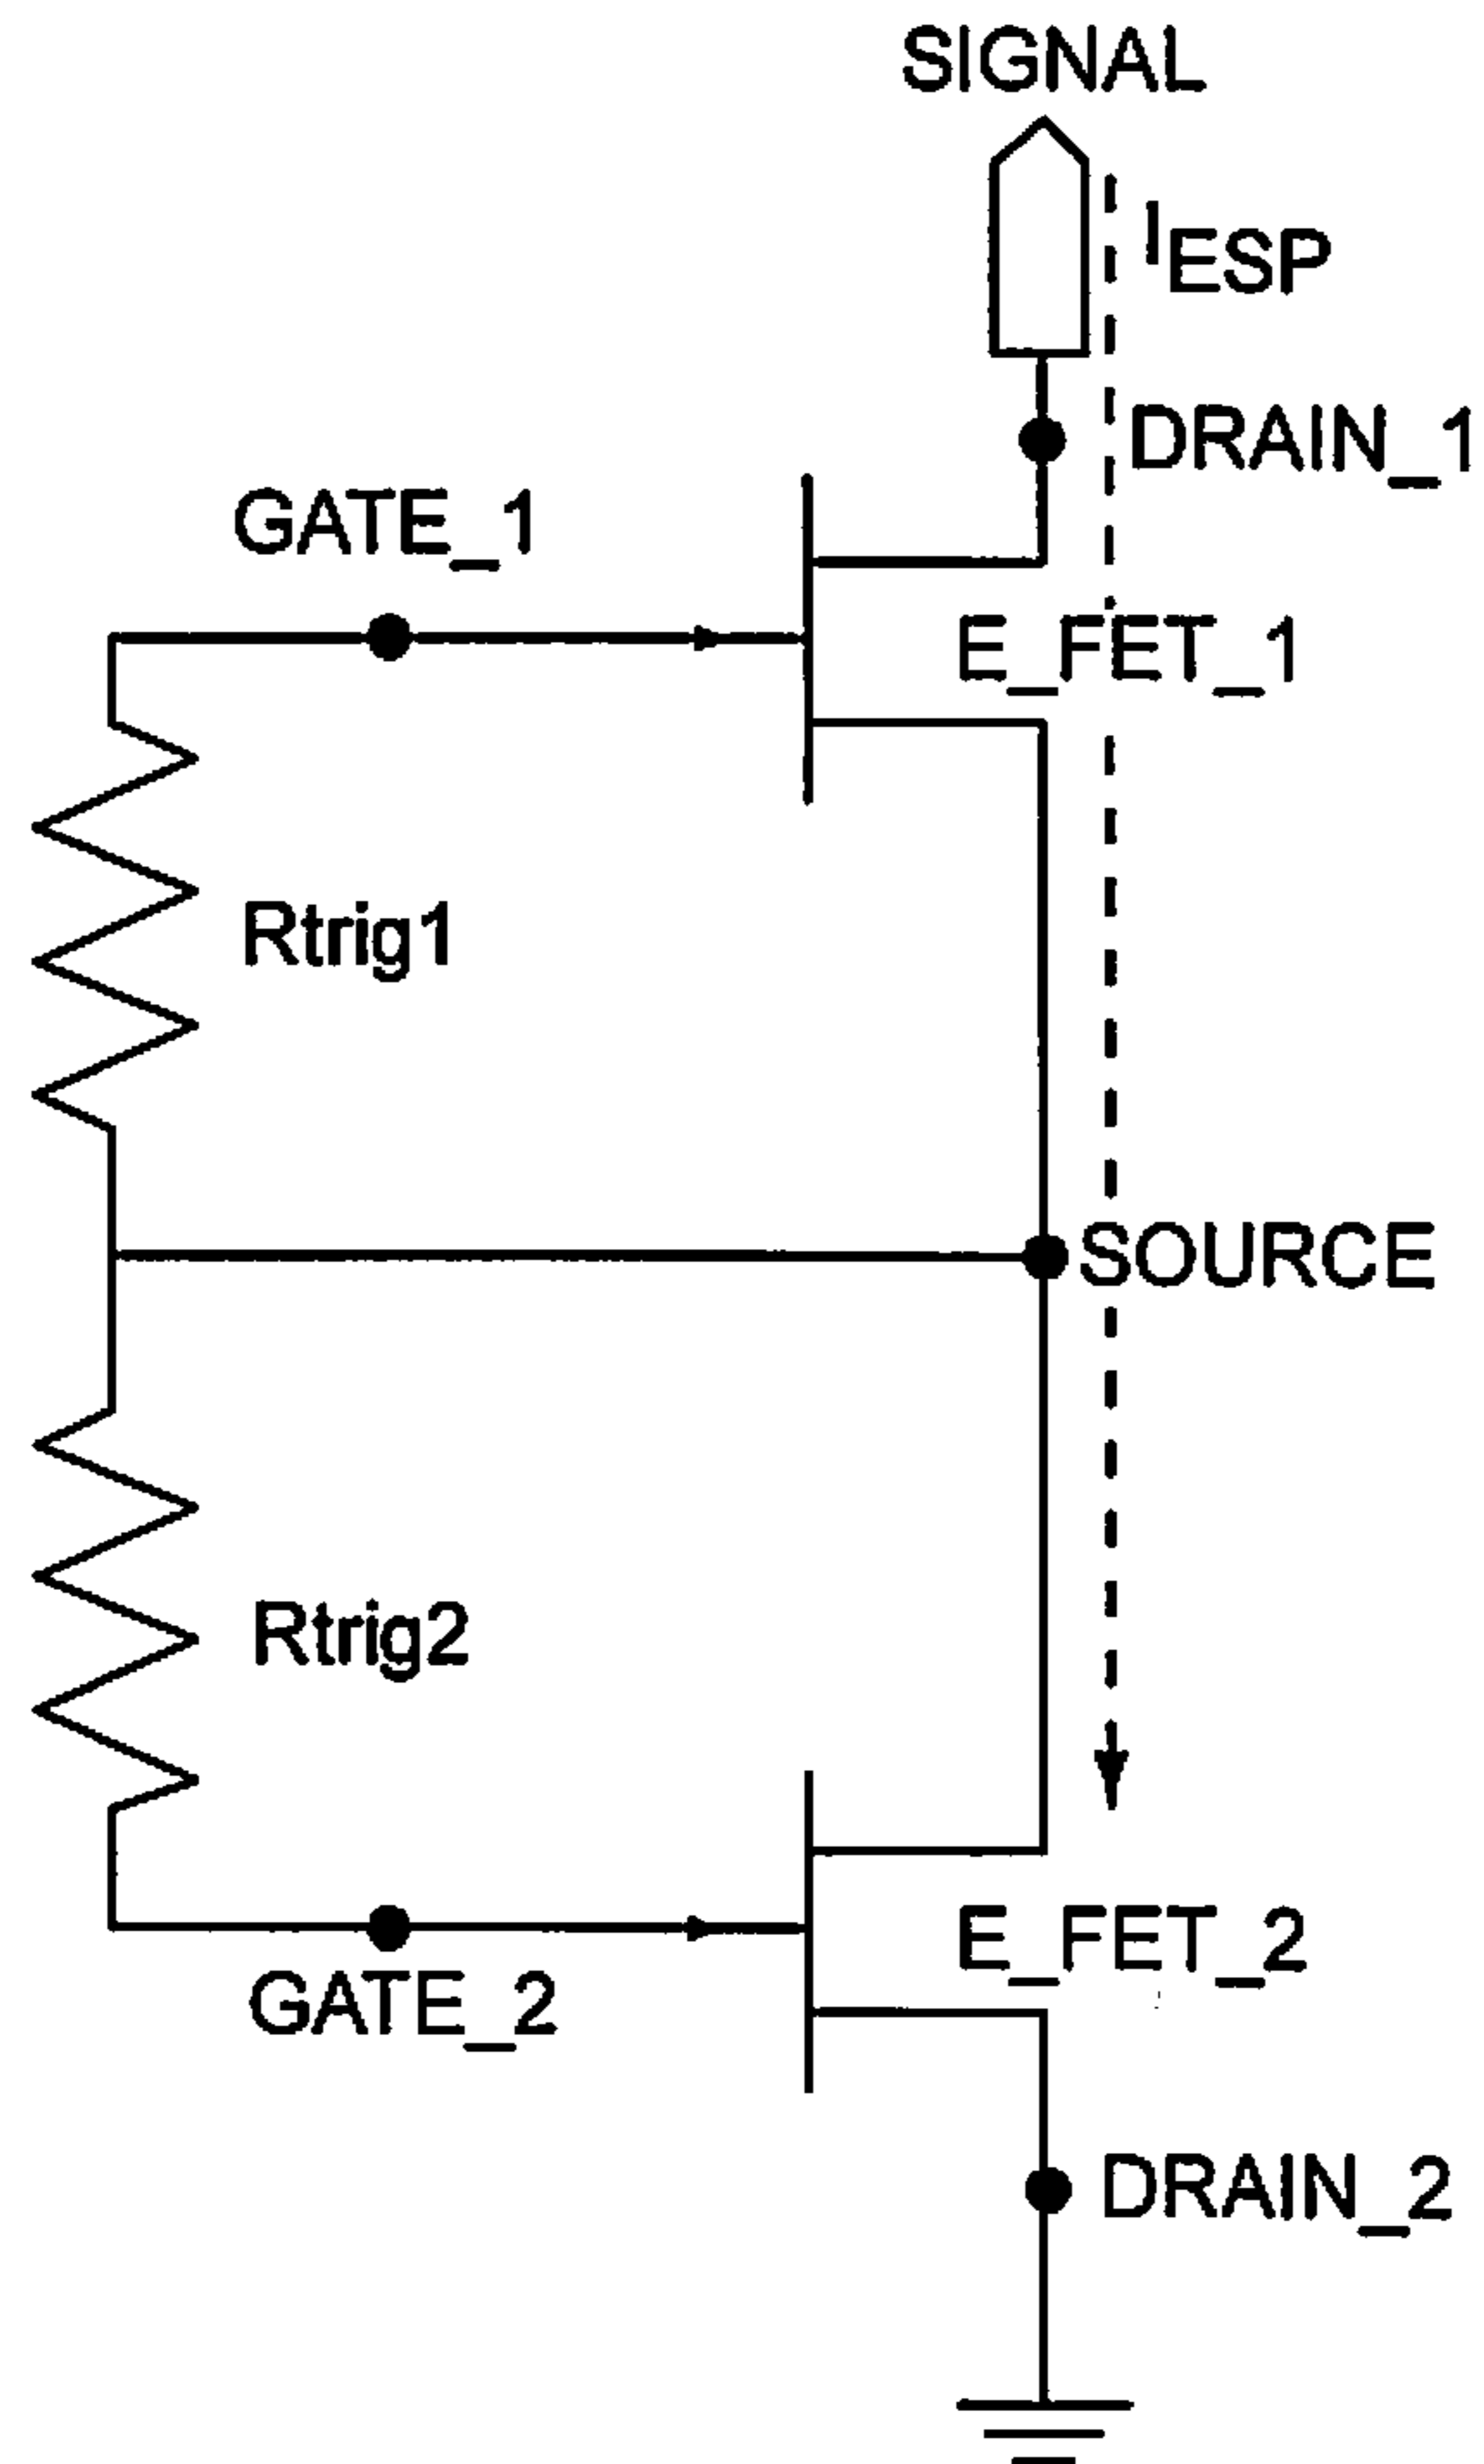 SIGNAL
IESP
DRAIN_1
GATE_1
E_FET_1
Rtrig1
SOURCE
Rtrig2
E_FET_2
GATE_2
DRAIN_2